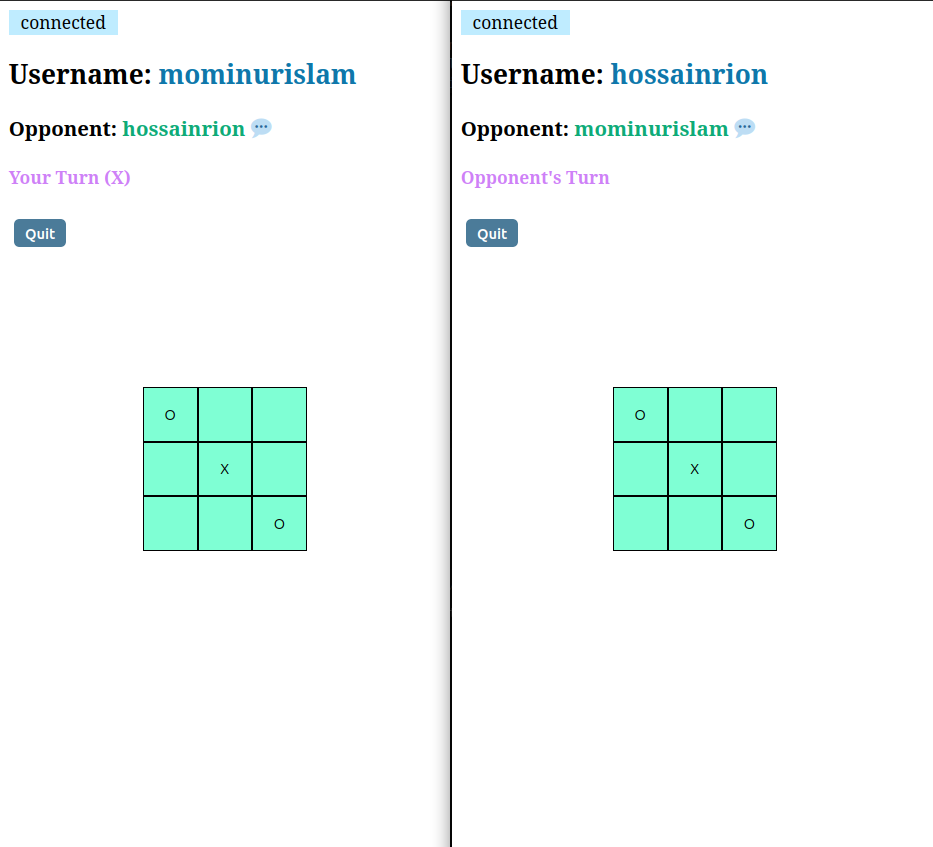 connected
Username: mominurislam
Opponent: hossainrion 💬
Your Turn (X)
Quit
O
X
O
connected
Username: hossainrion
Opponent: mominurislam 💬
Opponent's Turn
Quit
O
X
O